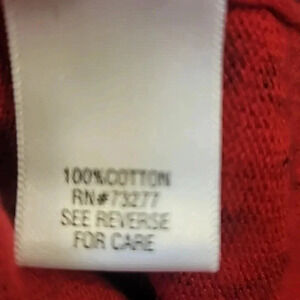 100%COTTON
RN#73277
SEE REVERSE
FOR CARE